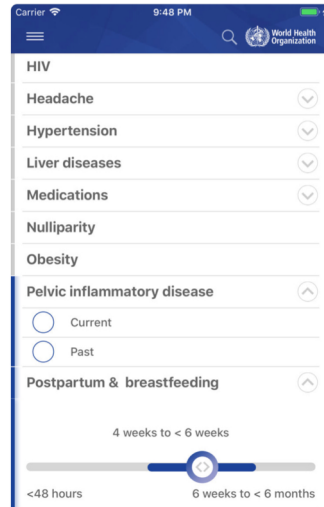 Carrier 9:48 PM
World Health
Organization
HIV
Headache
Hypertension
Liver diseases
Medications
Nulliparity
Obesity
Pelvic inflammatory disease
Current
Past
Postpartum & breastfeeding
4 weeks to < 6 weeks
<48 hours 6 weeks to < 6 months